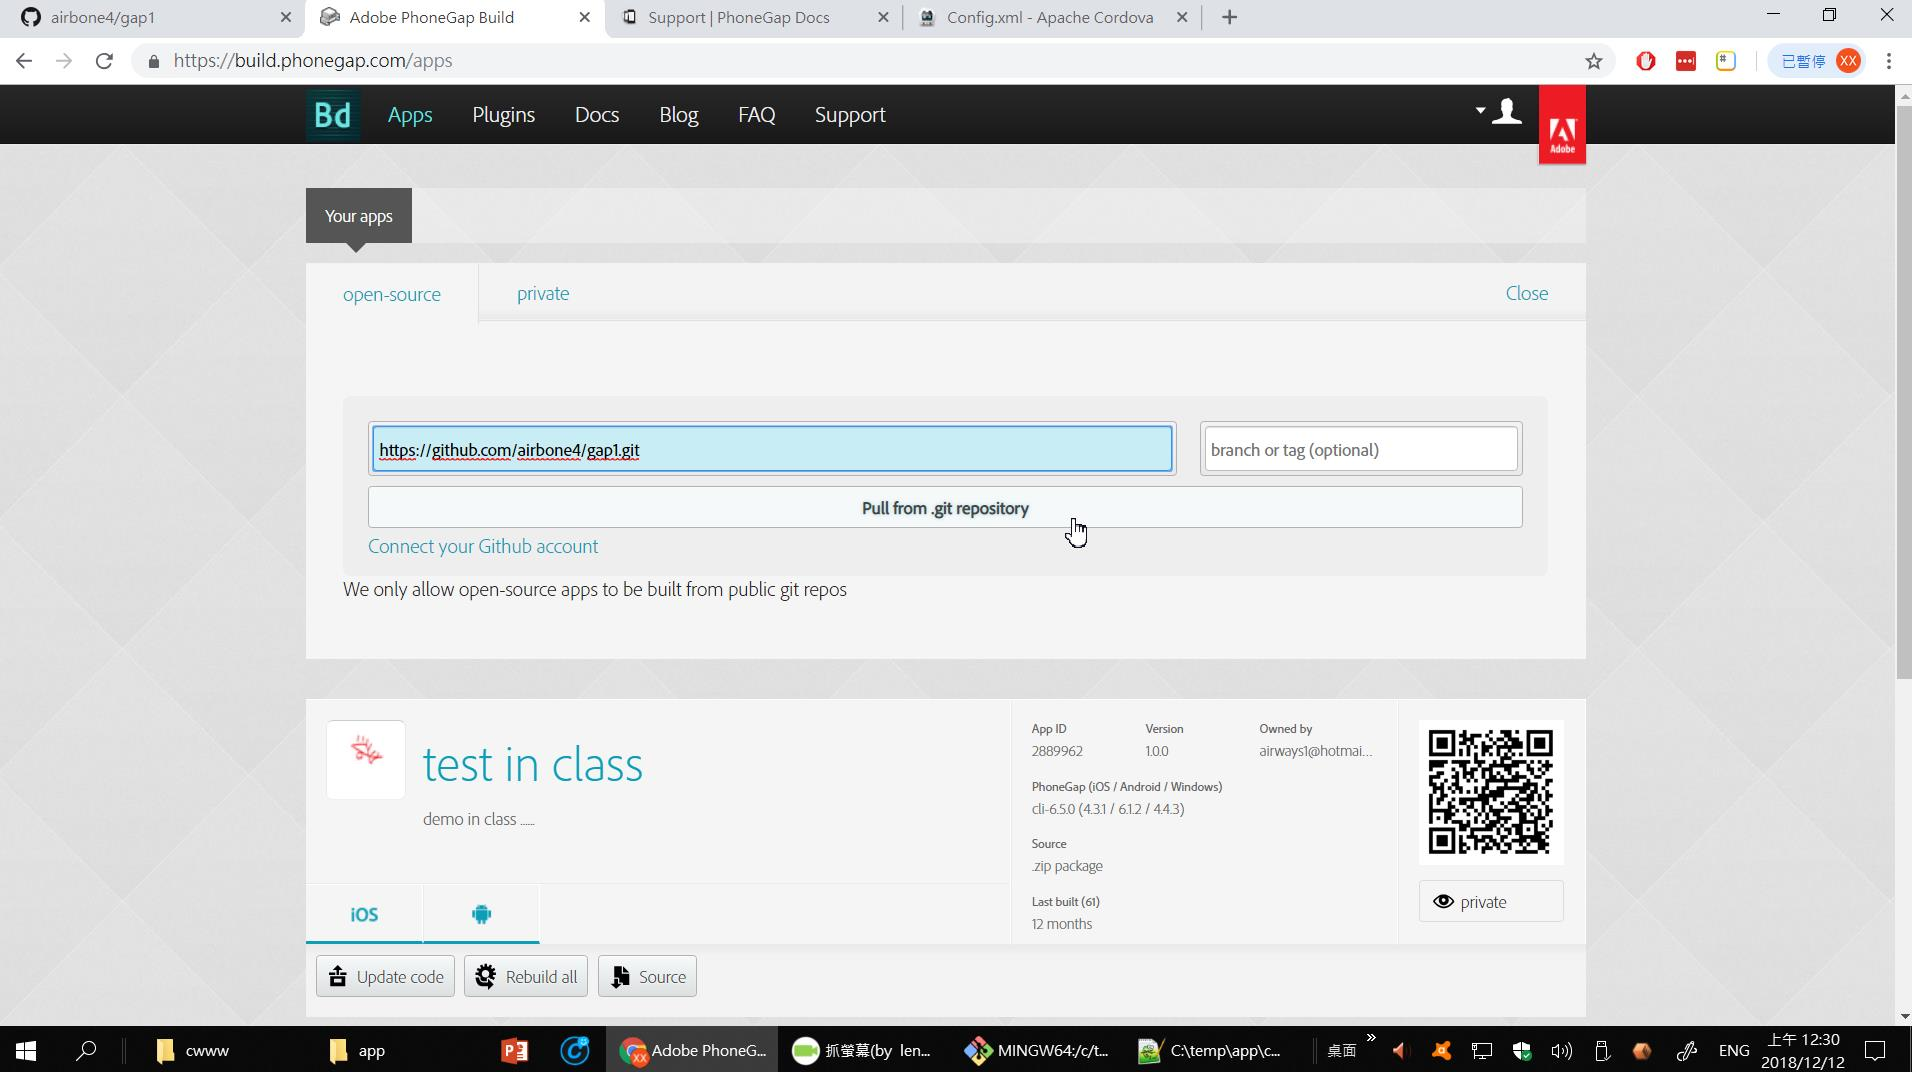 airbone4/gap1
Adobe PhoneGap Build
Support | PhoneGap Docs
Config.xml - Apache Cordova
https://build.phonegap.com/apps
已暫停
XX
Bd
Apps
Plugins
Docs
Blog
FAQ
Support
Adobe
Your apps
open-source
private
Close
https://github.com/airbone4/gap1.git
branch or tag (optional)
Pull from .git repository
Connect your Github account
We only allow open-source apps to be built from public git repos
test in class
demo in class ......
App ID
2889962
Version
1.0.0
Owned by
airways1@hotmai...
PhoneGap (iOS / Android / Windows)
cli-6.5.0 (4.3.1 / 6.1.2 / 4.4.3)
Source
.zip package
Last built (61)
12 months
private
iOS
Update code
Rebuild all
Source
cwww
app
Adobe PhoneG...
抓螢幕(by len...
MINGW64:/c/t...
C:\temp\app\c...
桌面
ENG
上午 12:30
2018/12/12